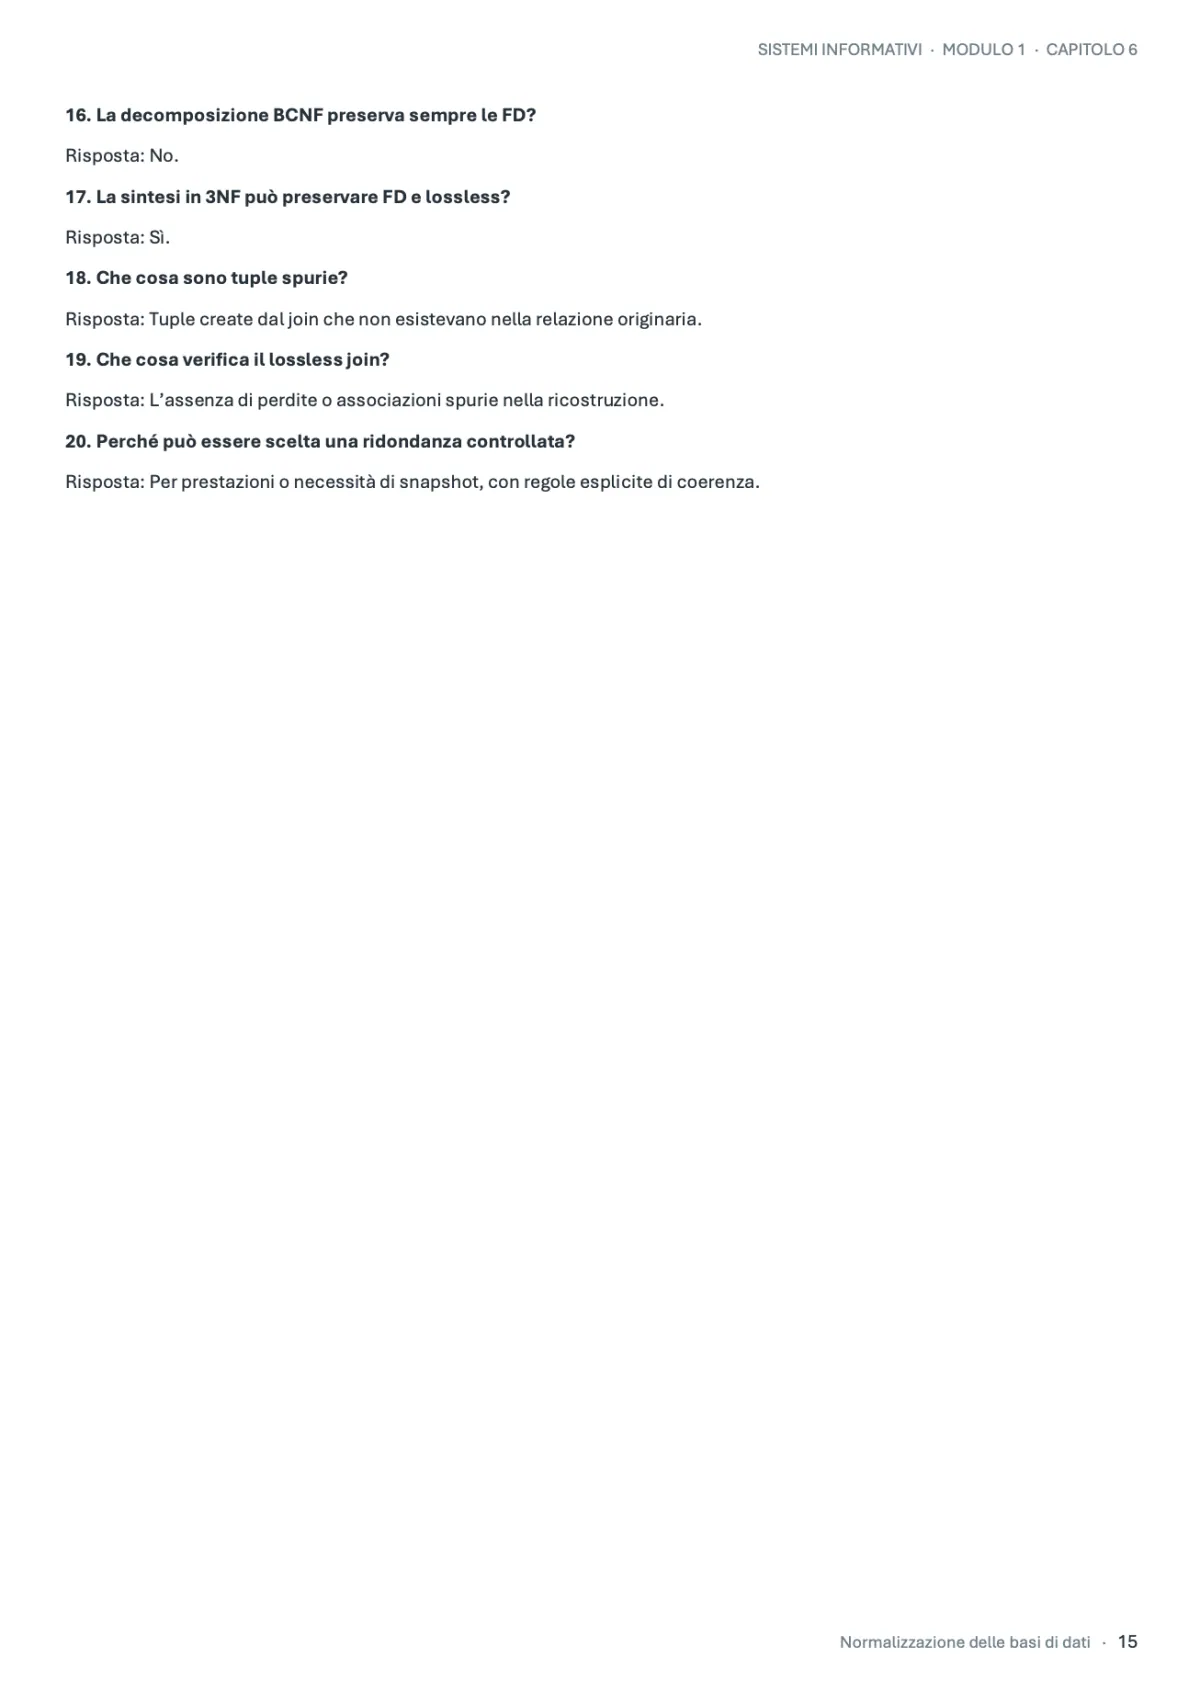 SISTEMI INFORMATIVI · MODULO 1 · CAPITOLO 6
16. La decomposizione BCNF preserva sempre le FD?
Risposta: No.
17. La sintesi in 3NF può preservare FD e lossless?
Risposta: Sì.
18. Che cosa sono tuple spurie?
Risposta: Tuple create dal join che non esistevano nella relazione originaria.
19. Che cosa verifica il lossless join?
Risposta: L’assenza di perdite o associazioni spurie nella ricostruzione.
20. Perché può essere scelta una ridondanza controllata?
Risposta: Per prestazioni o necessità di snapshot, con regole esplicite di coerenza.
Normalizzazione delle basi di dati · 15